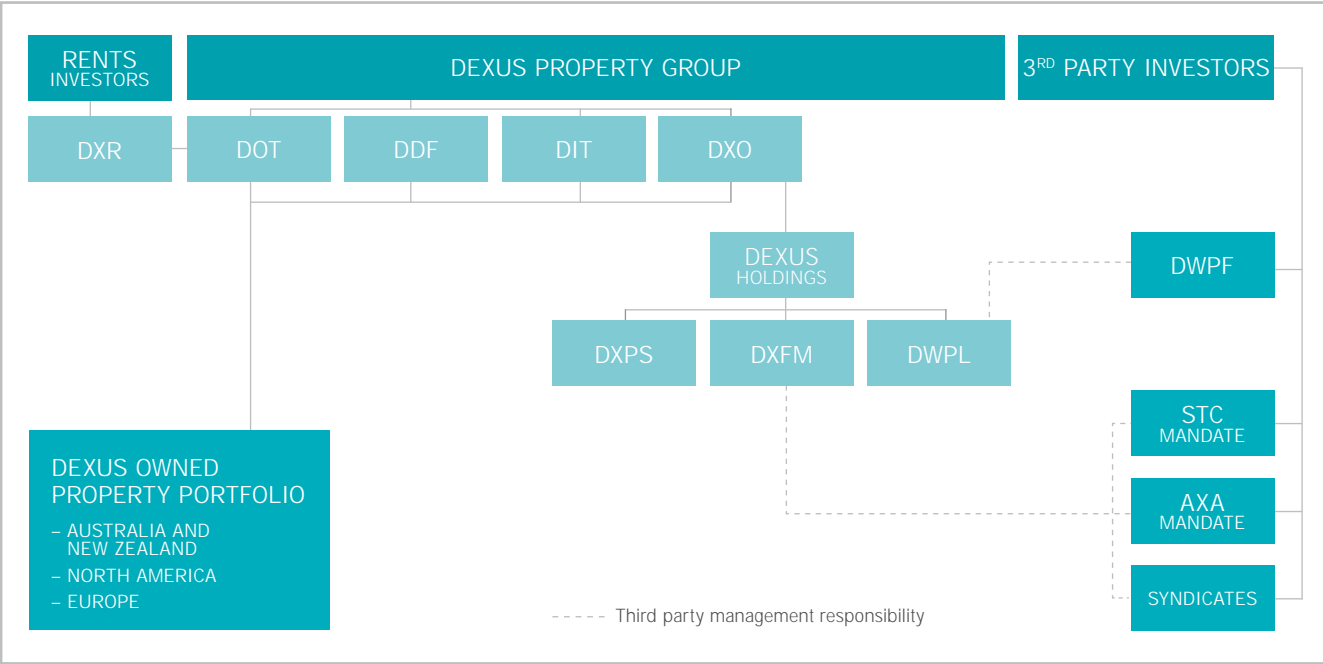 RENTS
INVESTORS
DEXUS PROPERTY GROUP
3RD PARTY INVESTORS
DXR
DOT
DDF
DIT
DXO
DEXUS
HOLDINGS
DWPF
DXPS
DXFM
DWPL
STC
MANDATE
DEXUS OWNED
PROPERTY PORTFOLIO
– AUSTRALIA AND
NEW ZEALAND
– NORTH AMERICA
– EUROPE
AXA
MANDATE
SYNDICATES
Third party management responsibility